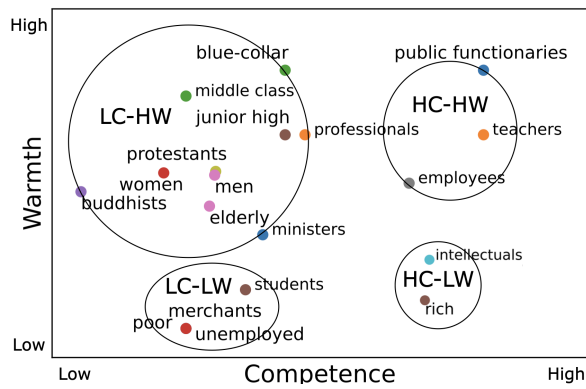 High
blue-collar
public functionaries
middle class
HC-HW
LC-HW
junior high
professionals
teachers
protestants
women
men
employees
buddhists
elderly
ministers
Warmth
intellectuals
LC-LW
students
HC-LW
merchants
rich
poor
unemployed
Low
Low
Competence
High